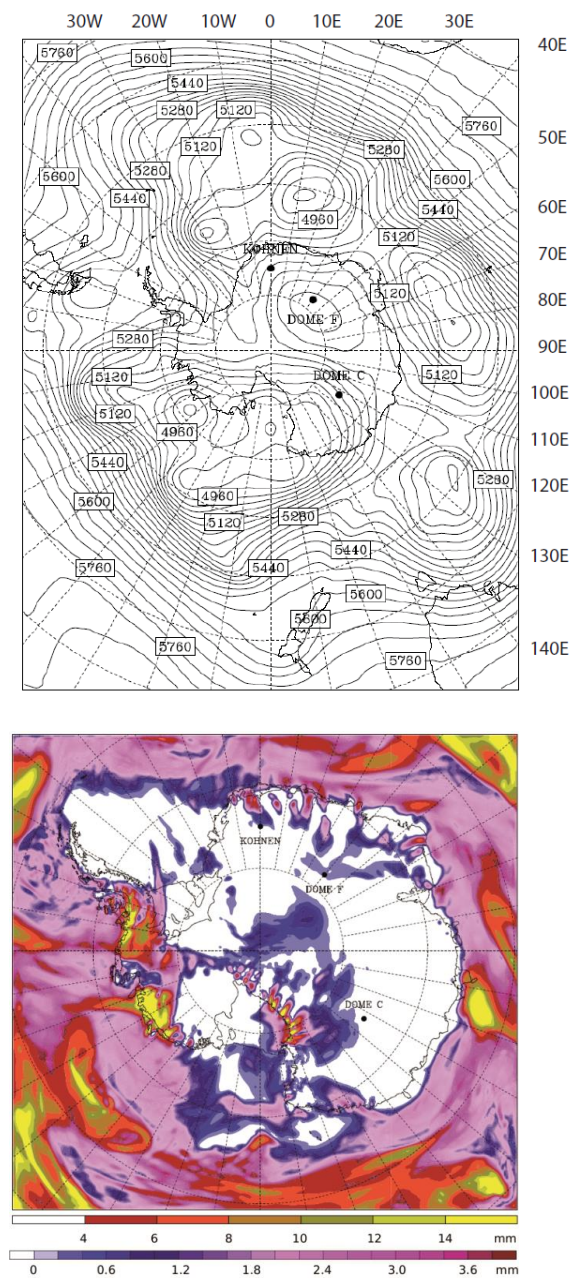 30W 20W 10W 0 10E 20E 30E 40E
5760 5600
5440
5280 5120
5760
5120 5280 50E
5280
5600 5600
5440 5440 60E
4960
5120
KOHNEN 70E
5120
80E
DOME F
5280 90E
5120 DOME C 5120
100E
5120
4960 110E
5440
5280
4960 120E
5600
5120 5280
5440 130E
5760 5440
5600
5600
5760 140E
5760
KOHNEN
DOME F
DOME C
4 6 8 10 12 14 mm
0 0.6 1.2 1.8 2.4 3.0 3.6 mm